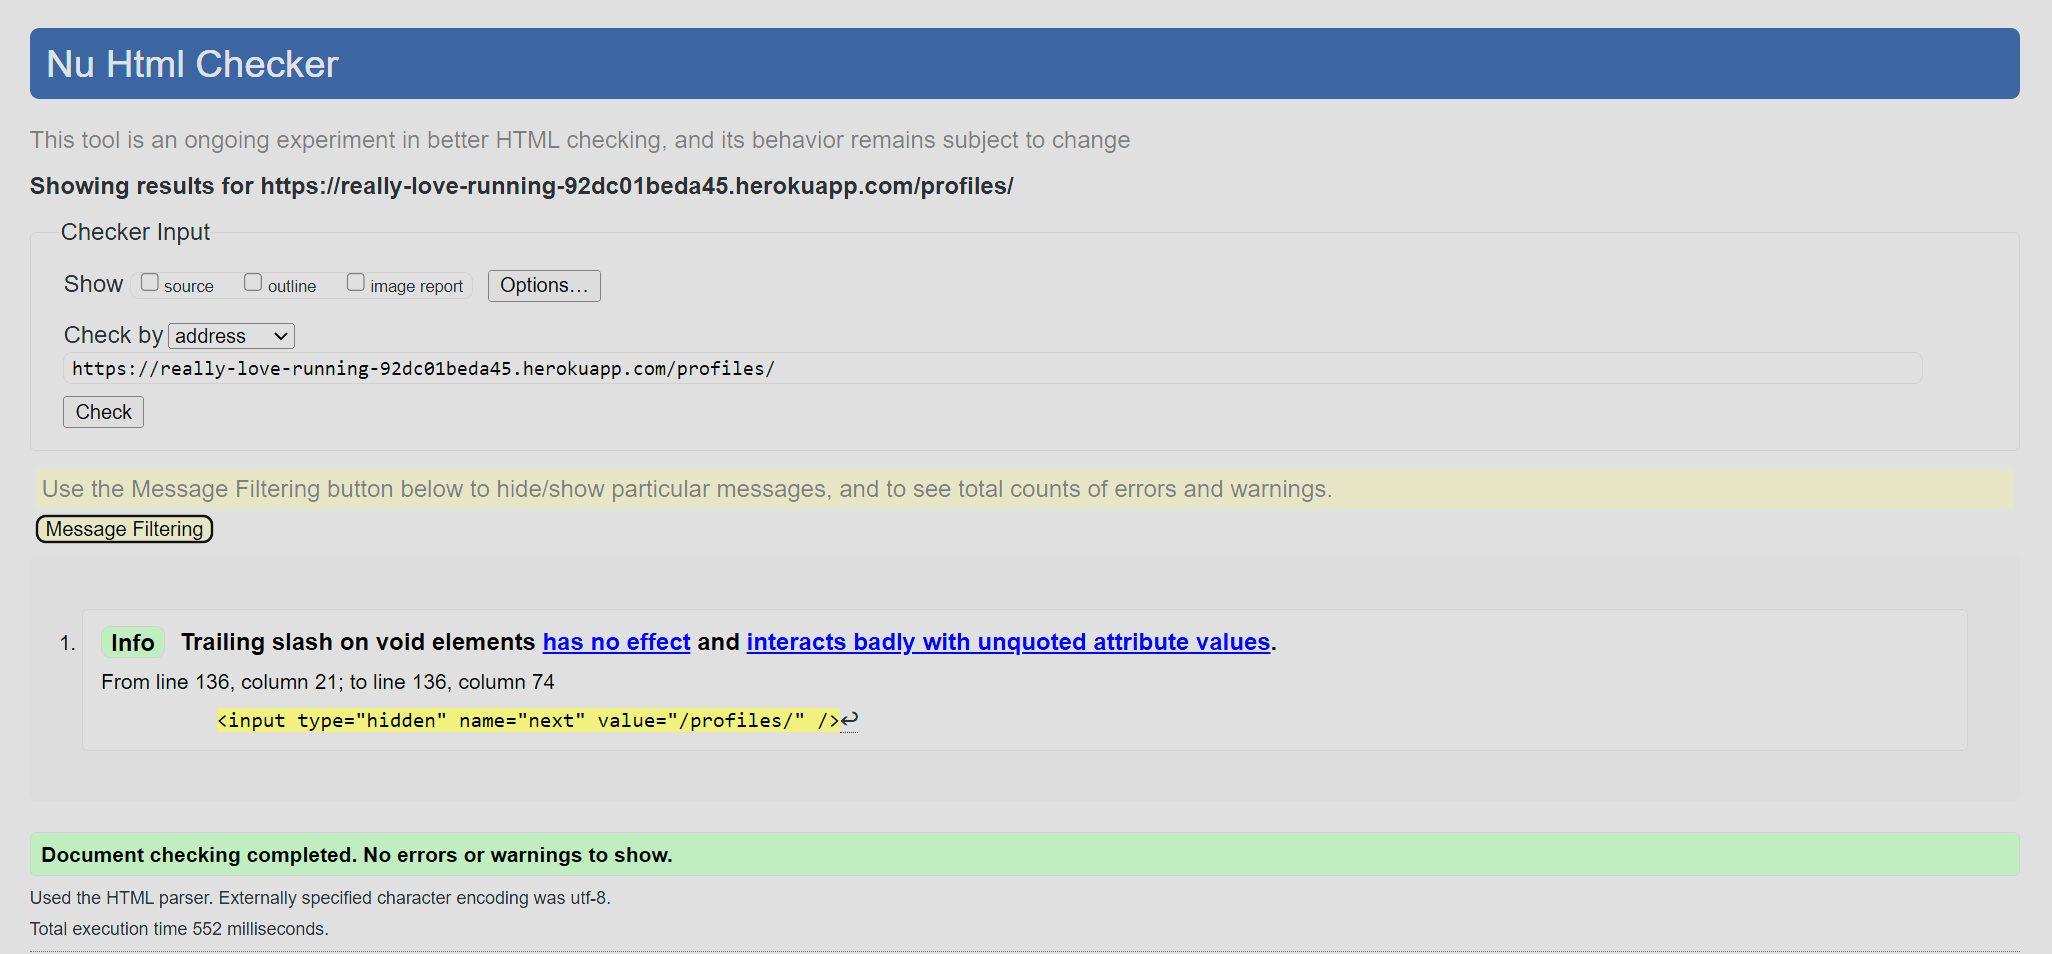 Nu Html Checker
This tool is an ongoing experiment in better HTML checking, and its behavior remains subject to change
Showing results for https://really-love-running-92dc01beda45.herokuapp.com/profiles/
Checker Input
Show source outline image report Options...
Check by address
https://really-love-running-92dc01beda45.herokuapp.com/profiles/
Check
Use the Message Filtering button below to hide/show particular messages, and to see total counts of errors and warnings.
Message Filtering
1. Info Trailing slash on void elements has no effect and interacts badly with unquoted attribute values.
From line 136, column 21; to line 136, column 74
<input type="hidden" name="next" value="/profiles/" />↩
Document checking completed. No errors or warnings to show.
Used the HTML parser. Externally specified character encoding was utf-8.
Total execution time 552 milliseconds.